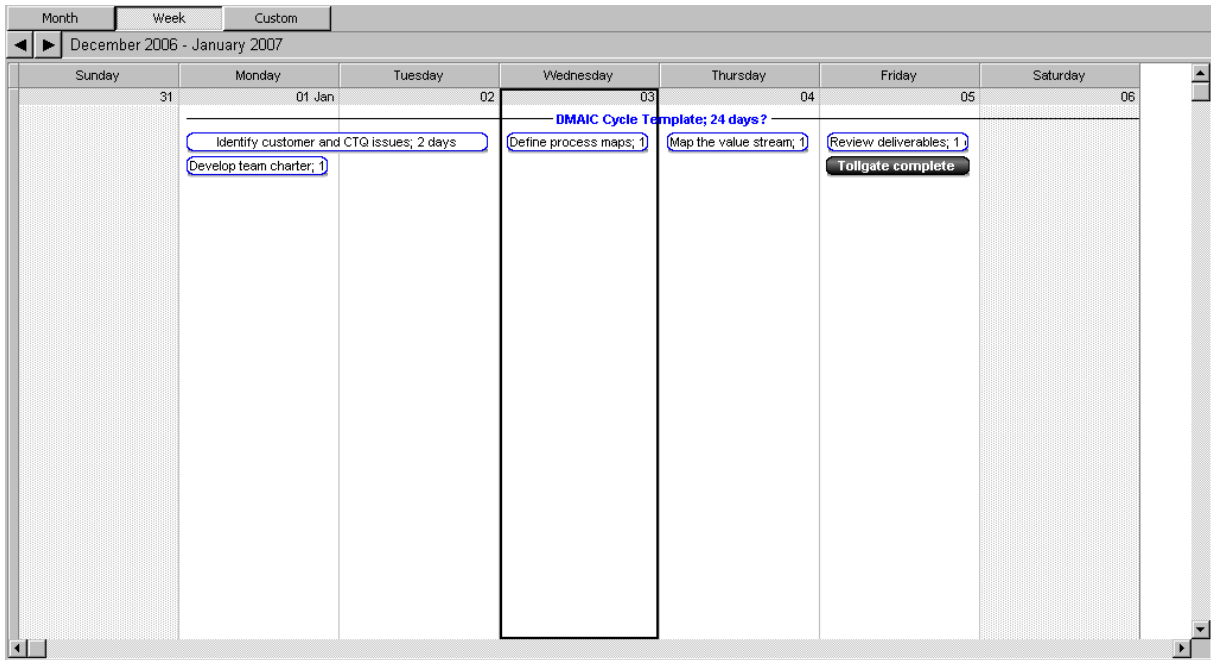 Month Week Custom
December 2006 - January 2007
Sunday Monday Tuesday Wednesday Thursday Friday Saturday
31 01 Jan 02 03 04 05 06
DMAIC Cycle Template; 24 days?
Identify customer and CTQ issues; 2 days Define process maps; 1 Map the value stream; 1 Review deliverables; 1
Develop team charter; 1 Tollgate complete